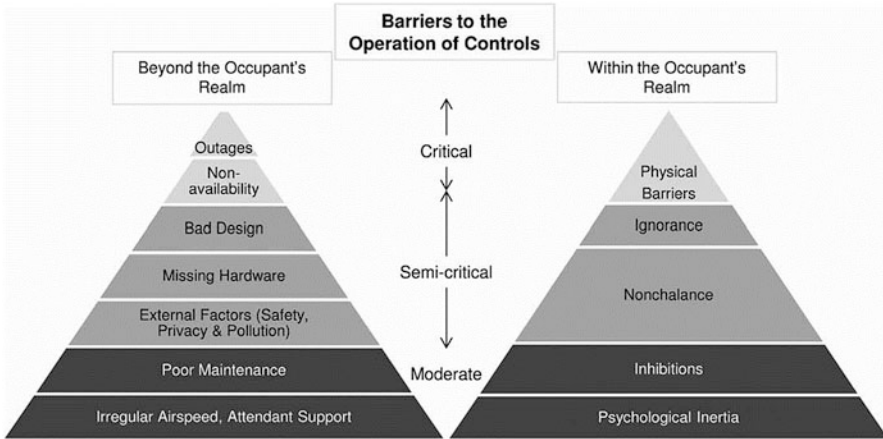 Barriers to the
Operation of Controls
Beyond the Occupant's
Realm
Outages
Non-
availability
Bad Design
Missing Hardware
External Factors (Safety,
Privacy & Pollution)
Poor Maintenance
Irregular Airspeed, Attendant Support
Critical
Semi-critical
Moderate
Within the Occupant's
Realm
Physical
Barriers
Ignorance
Nonchalance
Inhibitions
Psychological Inertia